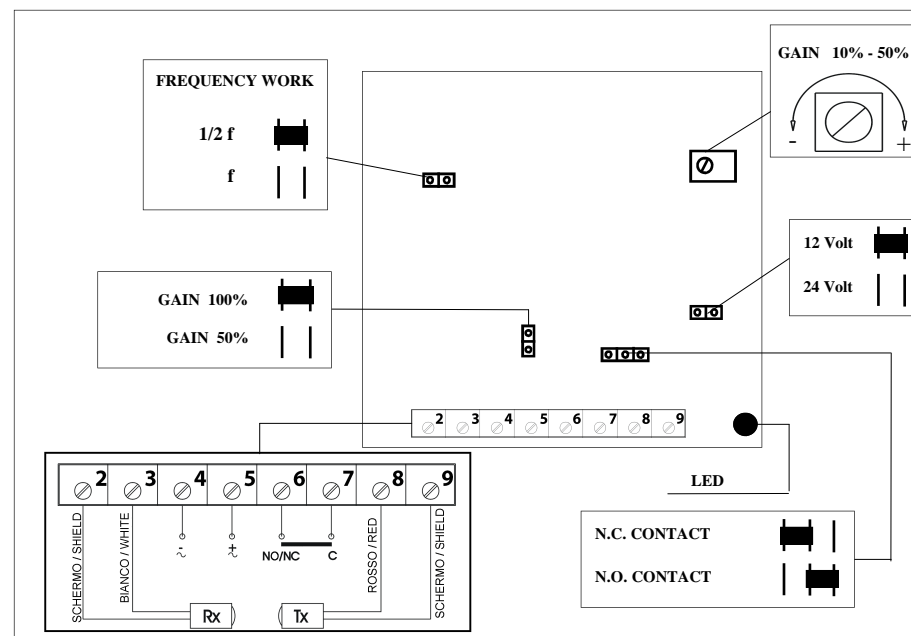 FREQUENCY WORK
1/2 f
f
GAIN 10% - 50%
- +
12 Volt
24 Volt
GAIN 100%
GAIN 50%
2 3 4 5 6 7 8 9
LED
2 3 4 5 6 7 8 9
SCHERMO / SHIELD
BIANCO / WHITE
- ~
+ ~
NO/NC C
ROSSO / RED
SCHERMO / SHIELD
Rx Tx
N.C. CONTACT
N.O. CONTACT